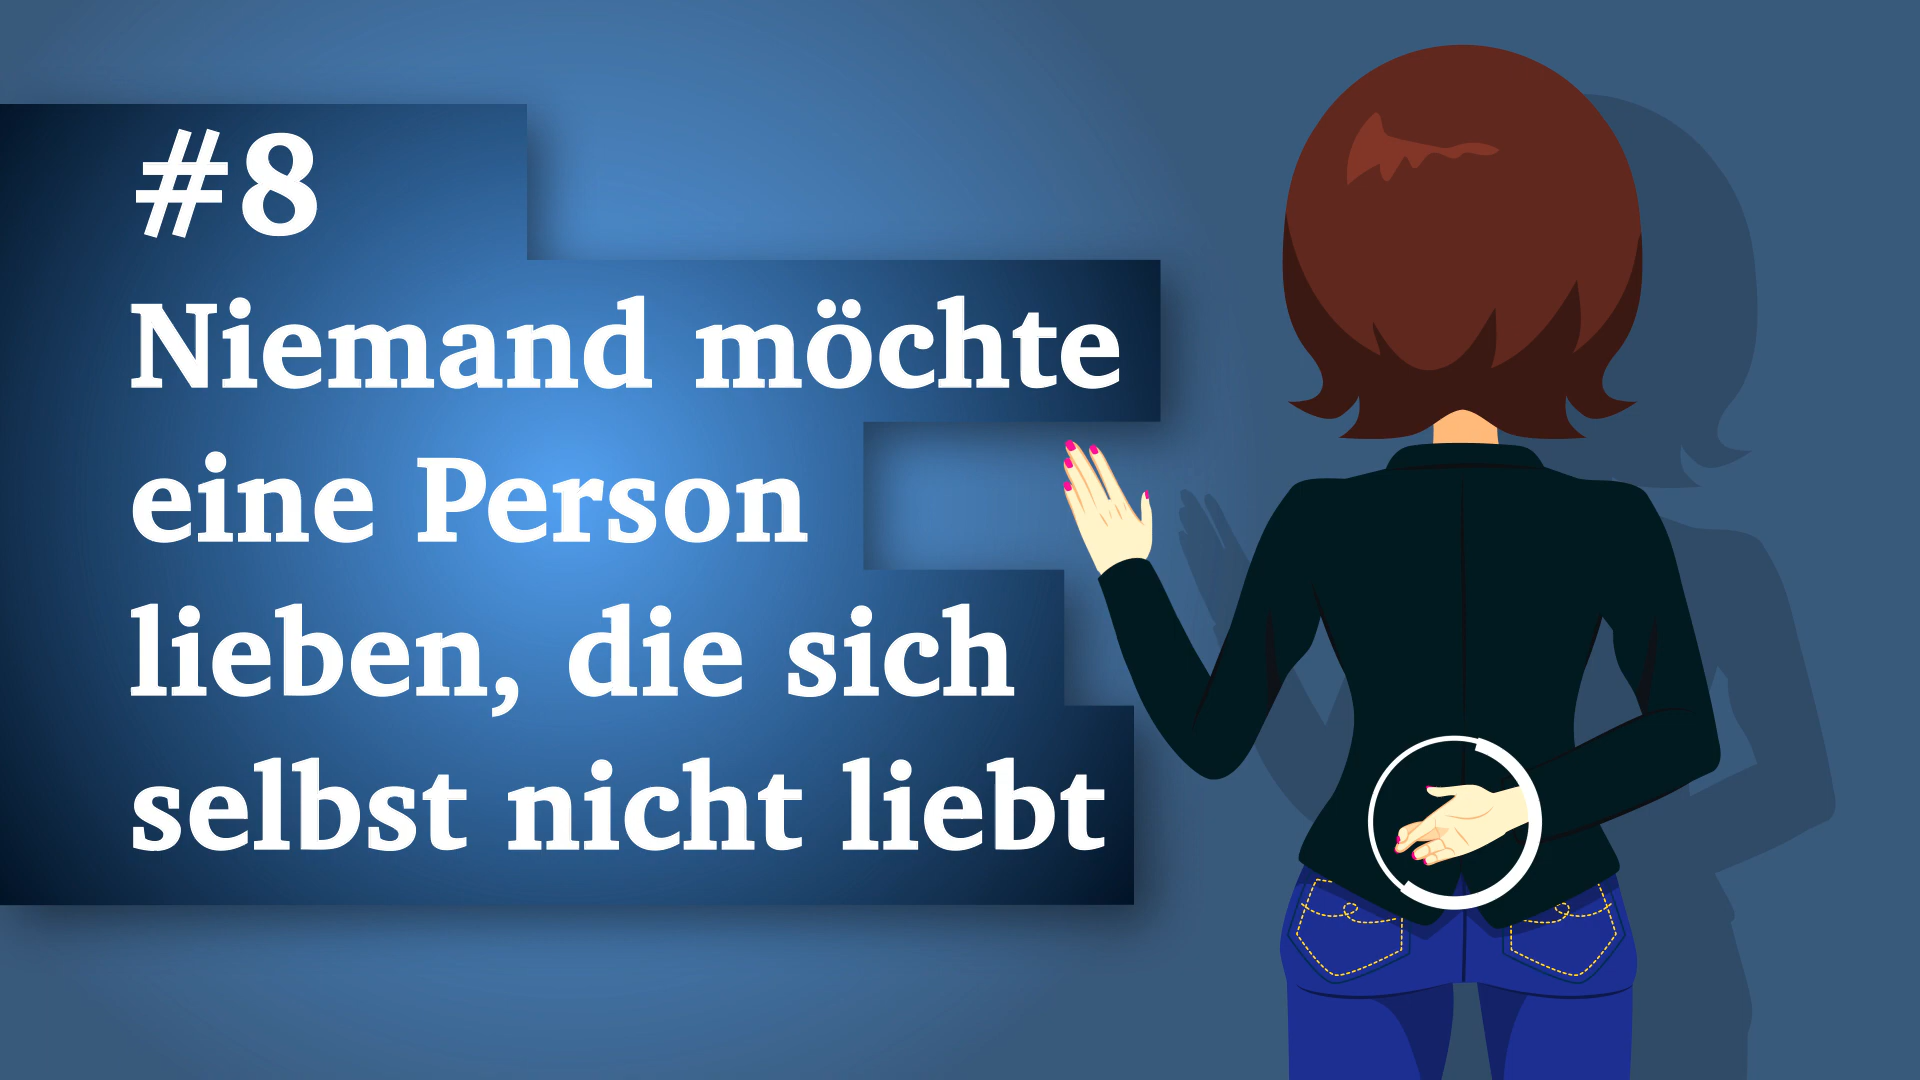 #8
Niemand möchte
eine Person
lieben, die sich
selbst nicht liebt